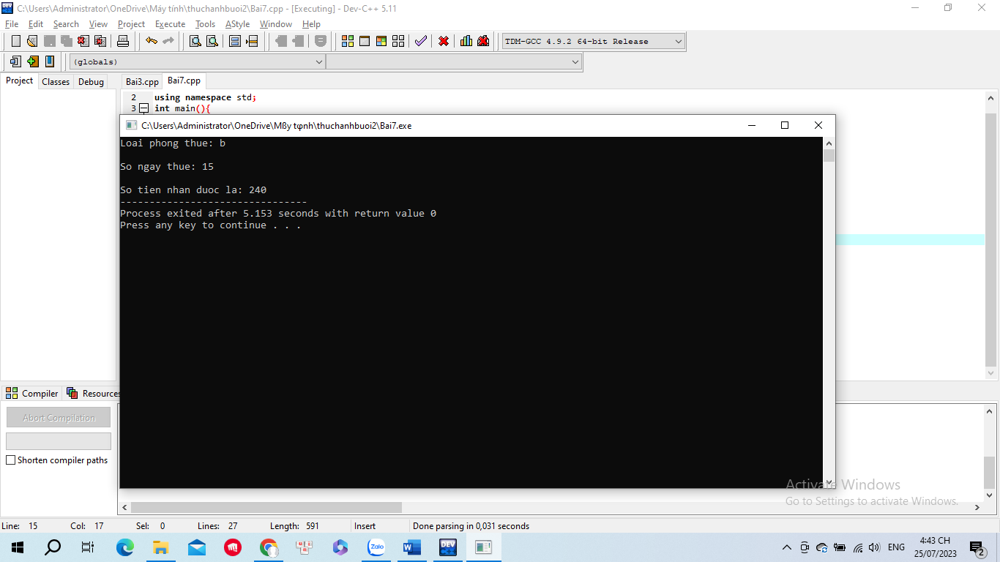 C:\Users\Administrator\OneDrive\Máy tính\thuchanhbuoi2\Bai7.cpp - [Executing] - Dev-C++ 5.11
File Edit Search View Project Execute Tools AStyle Window Help
TDM-GCC 4.9.2 64-bit Release
(globals)
Project Classes Debug Bai3.cpp Bai7.cpp
2 using namespace std;
3 int main(){
C:\Users\Administrator\OneDrive\Mßy tφnh\thuchanhbuoi2\Bai7.exe
Loai phong thue: b
So ngay thue: 15
So tien nhan duoc la: 240
--------------------------------
Process exited after 5.153 seconds with return value 0
Press any key to continue . . .
Compiler Resources
Abort Compilation
Shorten compiler paths
Activate Windows
Go to Settings to activate Windows.
Line: 15 Col: 17 Sel: 0 Lines: 27 Length: 591 Insert Done parsing in 0,031 seconds
Zalo
DEV
ENG
4:43 CH
25/07/2023
2